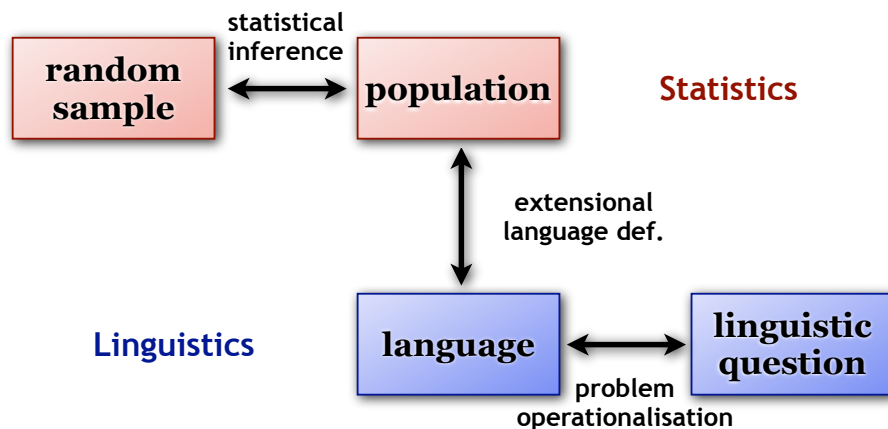 statistical
inference
random
sample
population
Statistics
extensional
language def.
Linguistics
language
linguistic
question
problem
operationalisation